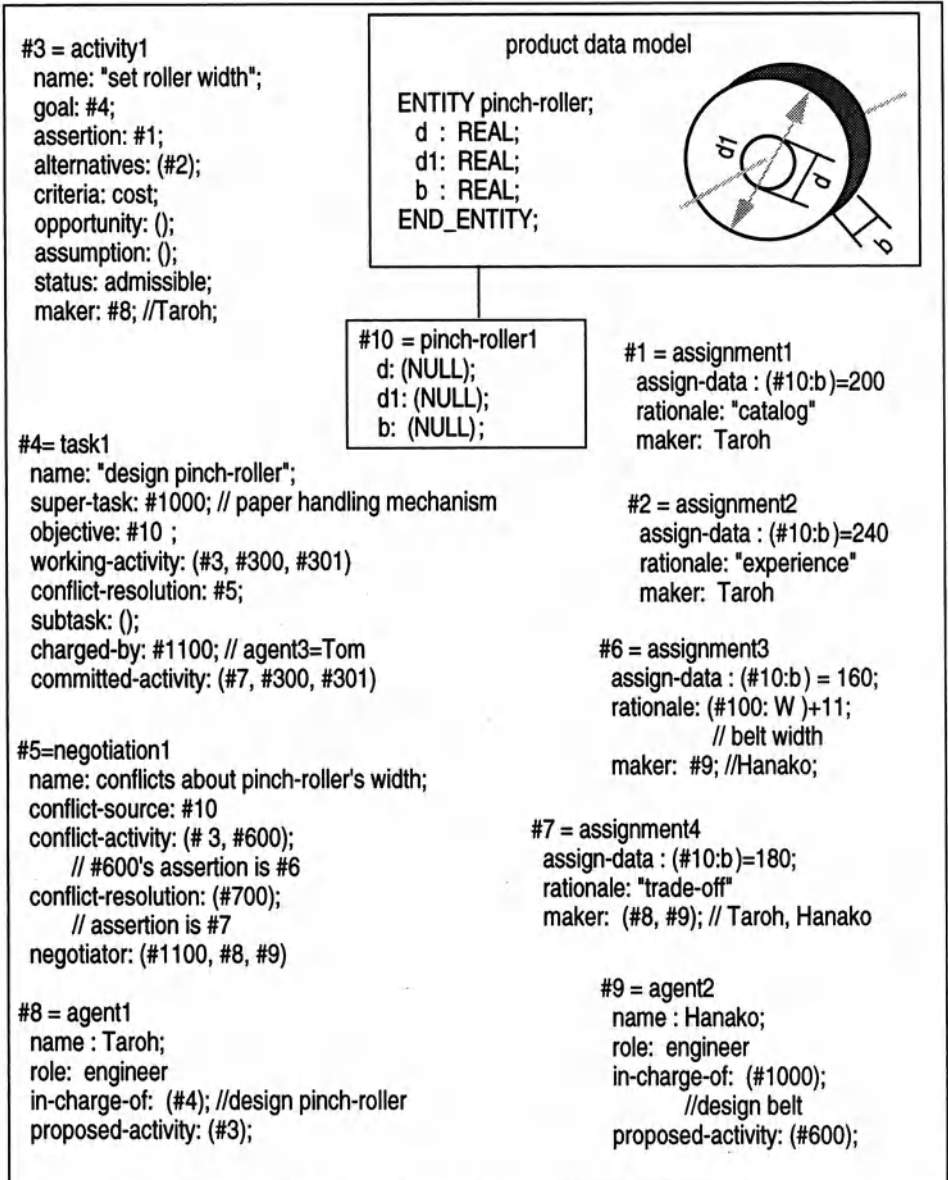 #3 = activity1
name: "set roller width";
goal: #4;
assertion: #1;
alternatives: (#2);
criteria: cost;
opportunity: ();
assumption: ();
status: admissible;
maker: #8; //Taroh;
product data model
ENTITY pinch-roller;
d : REAL;
d1: REAL;
b : REAL;
END_ENTITY;
d1
d
b
#10 = pinch-roller1
d: (NULL);
d1: (NULL);
b: (NULL);
#1 = assignment1
assign-data : (#10:b)=200
rationale: "catalog"
maker: Taroh
#4= task1
name: "design pinch-roller";
super-task: #1000; // paper handling mechanism
objective: #10 ;
working-activity: (#3, #300, #301)
conflict-resolution: #5;
subtask: ();
charged-by: #1100; // agent3=Tom
committed-activity: (#7, #300, #301)
#2 = assignment2
assign-data : (#10:b)=240
rationale: "experience"
maker: Taroh
#6 = assignment3
assign-data : (#10:b) = 160;
rationale: (#100: W )+11;
// belt width
maker: #9; //Hanako;
#5=negotiation1
name: conflicts about pinch-roller's width;
conflict-source: #10
conflict-activity: (# 3, #600);
// #600's assertion is #6
conflict-resolution: (#700);
// assertion is #7
negotiator: (#1100, #8, #9)
#7 = assignment4
assign-data : (#10:b)=180;
rationale: "trade-off"
maker: (#8, #9); // Taroh, Hanako
#8 = agent1
name : Taroh;
role: engineer
in-charge-of: (#4); //design pinch-roller
proposed-activity: (#3);
#9 = agent2
name : Hanako;
role: engineer
in-charge-of: (#1000);
//design belt
proposed-activity: (#600);